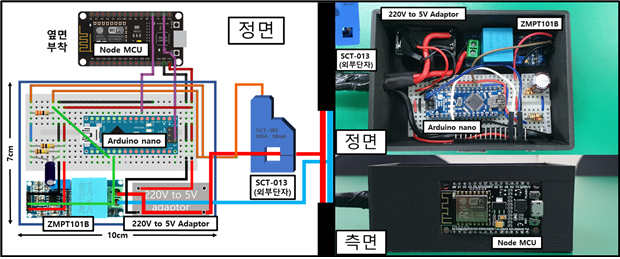 옆면
부착
Node MCU
정면
Arduino nano
SCT-013
(외부단자)
7cm
ZMPT101B
220V to 5V
adaptor
220V to 5V Adaptor
10cm
220V to 5V Adaptor
ZMPT101B
SCT-013
(외부단자)
Arduino nano
정면
Node MCU
측면